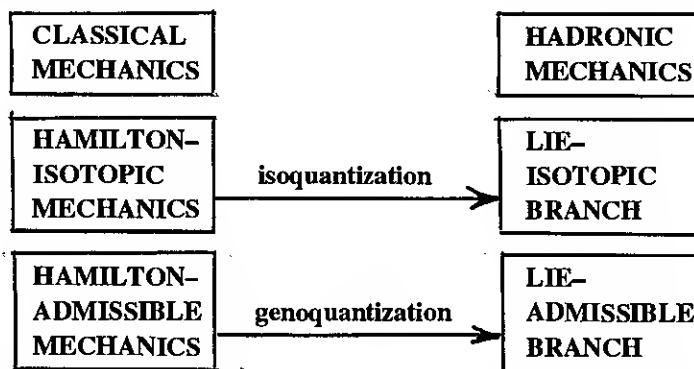 CLASSICAL
MECHANICS
HADRONIC
MECHANICS
HAMILTON–
ISOTOPIC
MECHANICS
isoquantization
LIE–
ISOTOPIC
BRANCH
HAMILTON–
ADMISSIBLE
MECHANICS
genoquantization
LIE–
ADMISSIBLE
BRANCH